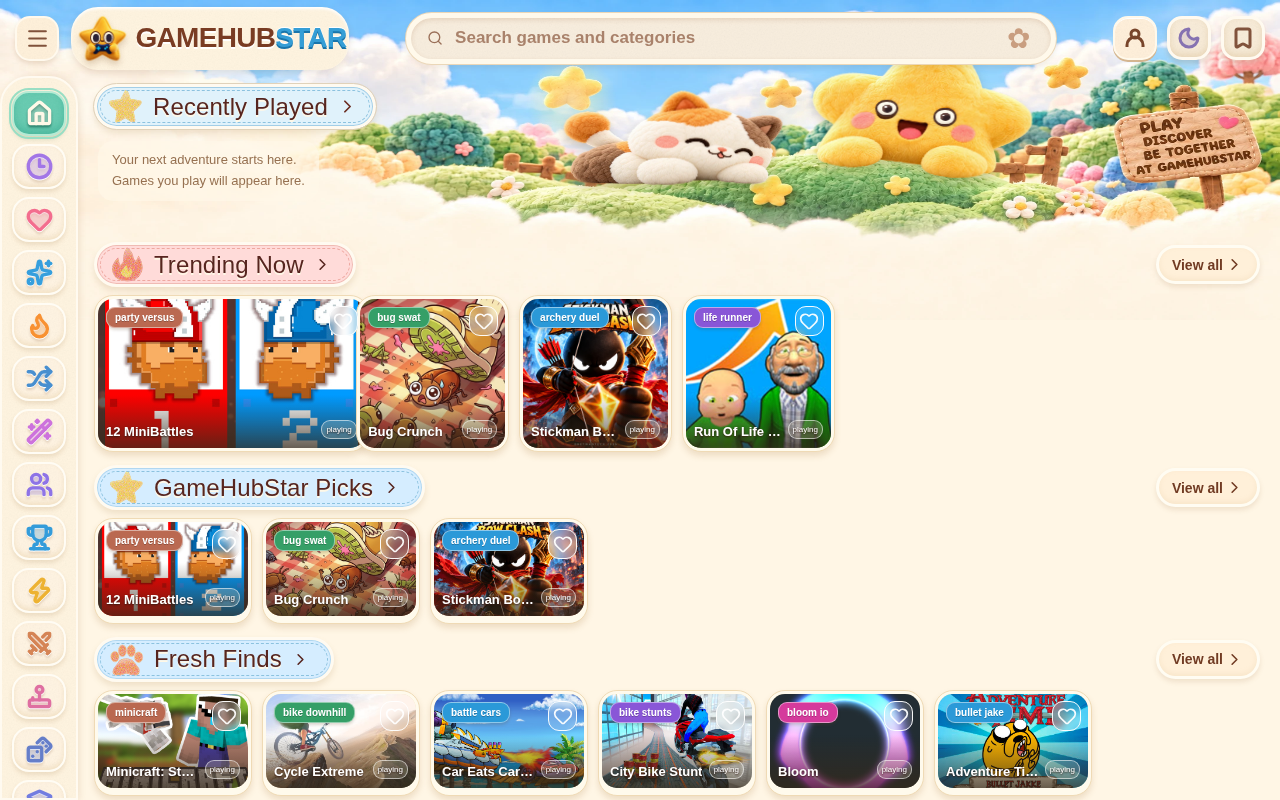 GAMEHUBSTAR
Search games and categories
Recently Played
Your next adventure starts here.
Games you play will appear here.
PLAY
DISCOVER
BE TOGETHER
AT GAMEHUBSTAR
Trending Now
View all
party versus
bug swat
archery duel
life runner
12 MiniBattles
playing
Bug Crunch
playing
Stickman B...
playing
Run Of Life ...
playing
GameHubStar Picks
View all
party versus
bug swat
archery duel
12 MiniBattles
playing
Bug Crunch
playing
Stickman Bo...
playing
Fresh Finds
View all
minicraft
bike downhill
battle cars
bike stunts
bloom io
bullet jake
Minicraft: St...
playing
Cycle Extreme
playing
Car Eats Car...
playing
City Bike Stunt
playing
Bloom
playing
Adventure Ti...
playing
BULLET JAKE